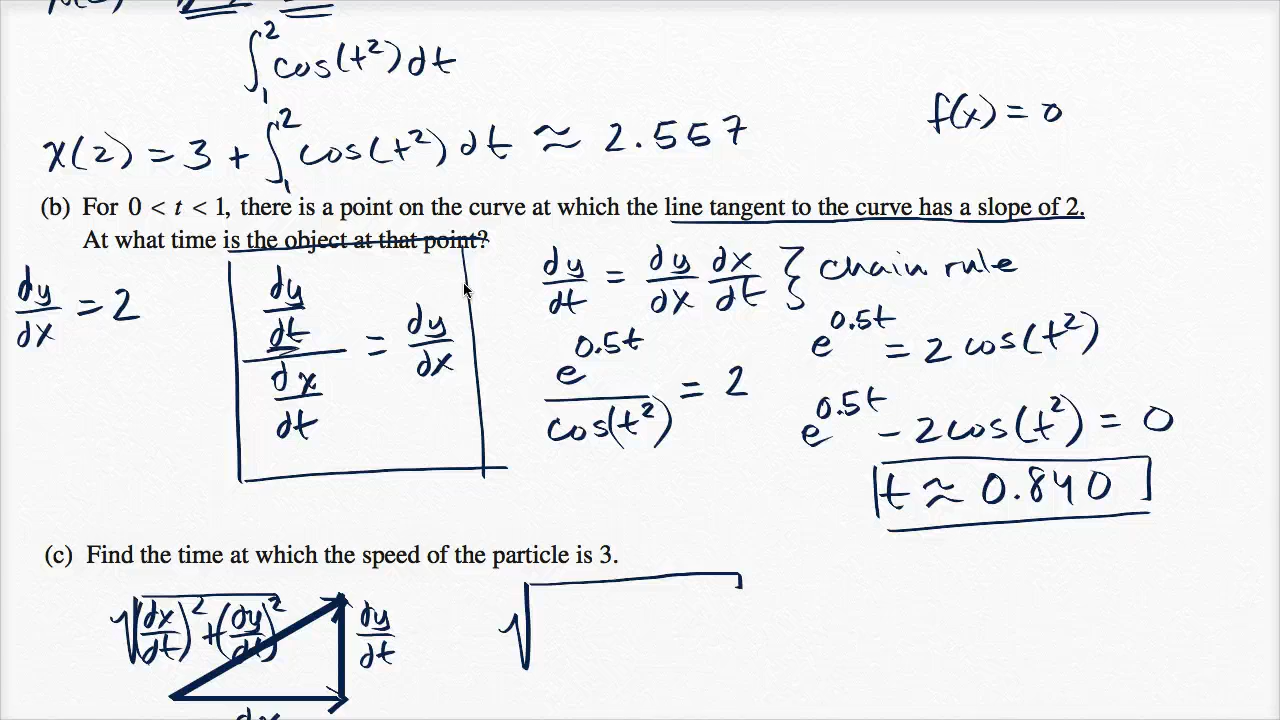 ∫₁² cos(t²) dt
f(x) = 0
x(2) = 3 + ∫₁² cos(t²) dt ≈ 2.557
(b) For 0 < t < 1, there is a point on the curve at which the line tangent to the curve has a slope of 2.
At what time is the object at that point?
dy/dx = 2
(dy/dt)/(dx/dt) = dy/dx
dy/dt = dy/dx dx/dt } chain rule
e^0.5t / cos(t²) = 2
e^0.5t = 2 cos(t²)
e^0.5t - 2cos(t²) = 0
t ≈ 0.840
(c) Find the time at which the speed of the particle is 3.
√(dx/dt)² + (dy/dt)²
dy/dt
dx
√